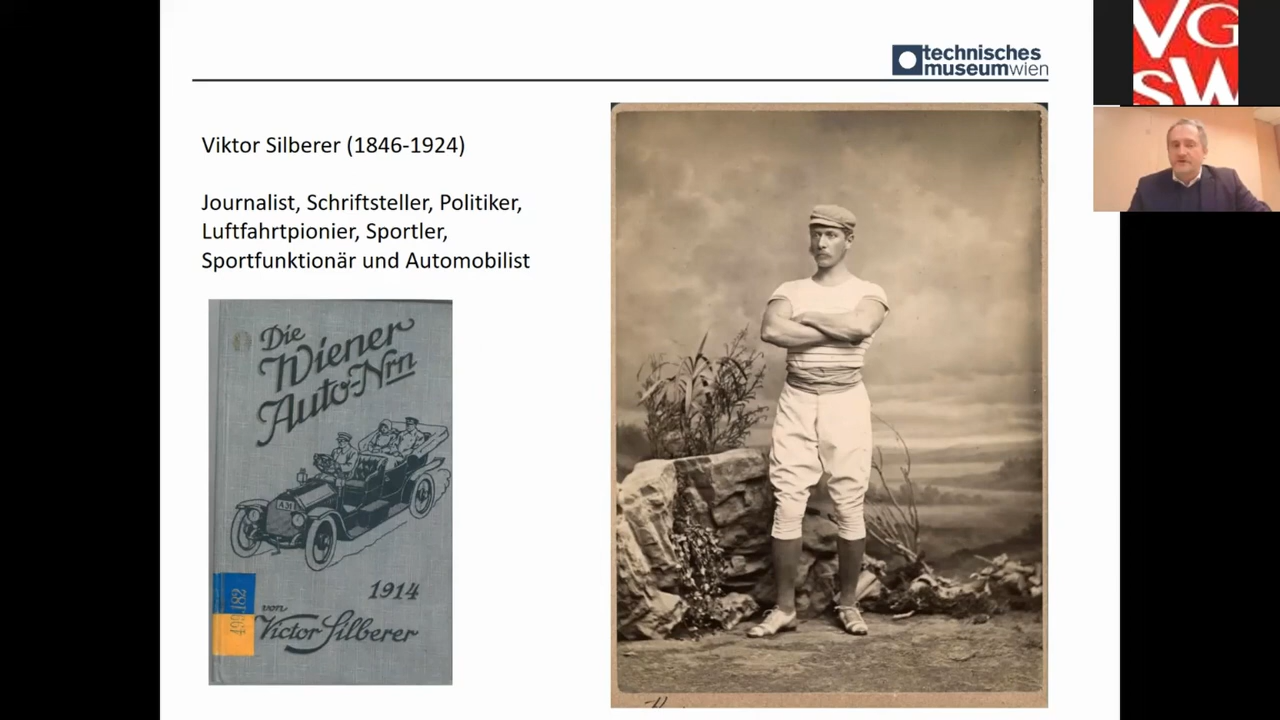 technisches
museumwien
VG
SW
Viktor Silberer (1846-1924)
Journalist, Schriftsteller, Politiker,
Luftfahrtpionier, Sportler,
Sportfunktionär und Automobilist
Die
Wiener
Auto-Nrn
1914
von
Victor Silberer